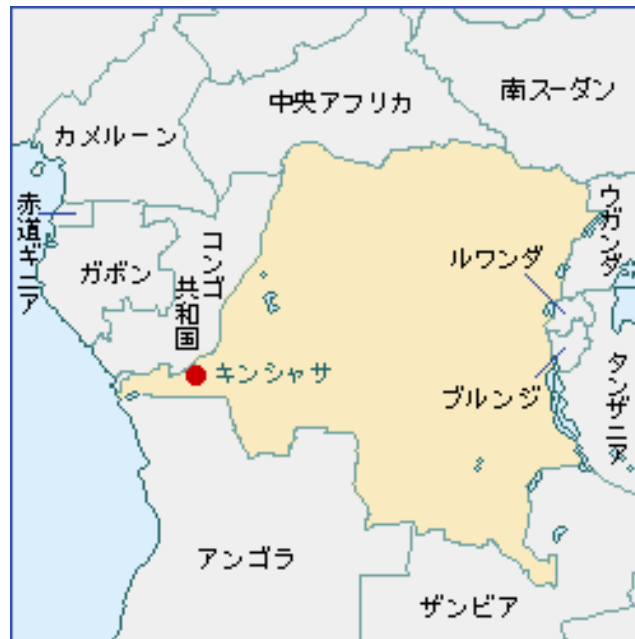 南スーダン
中央アフリカ
カメルーン
ウガンダ
赤道ギニア
コンゴ
共和国
ガボン
ルワンダ
タンザニア
キンシャサ
ブルンジ
アンゴラ
ザンビア